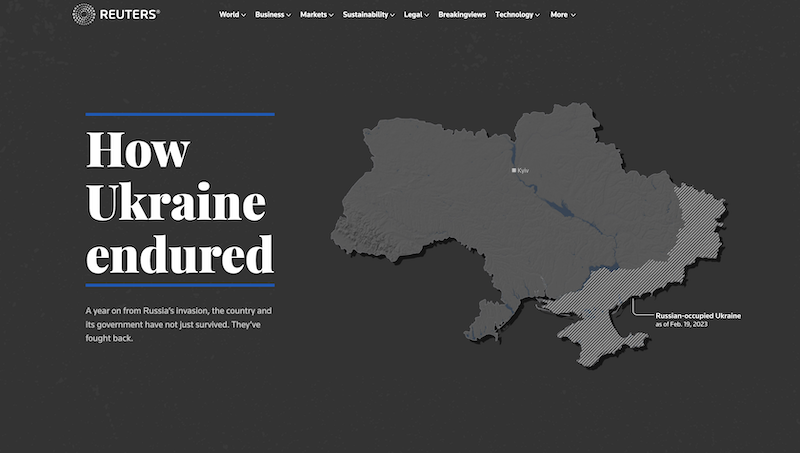 REUTERS®
World Business Markets Sustainability Legal Breakingviews Technology More
How
Ukraine
endured
A year on from Russia's invasion, the country and
its government have not just survived. They've
fought back.
Kyiv
Russian-occupied Ukraine
as of Feb. 19, 2023